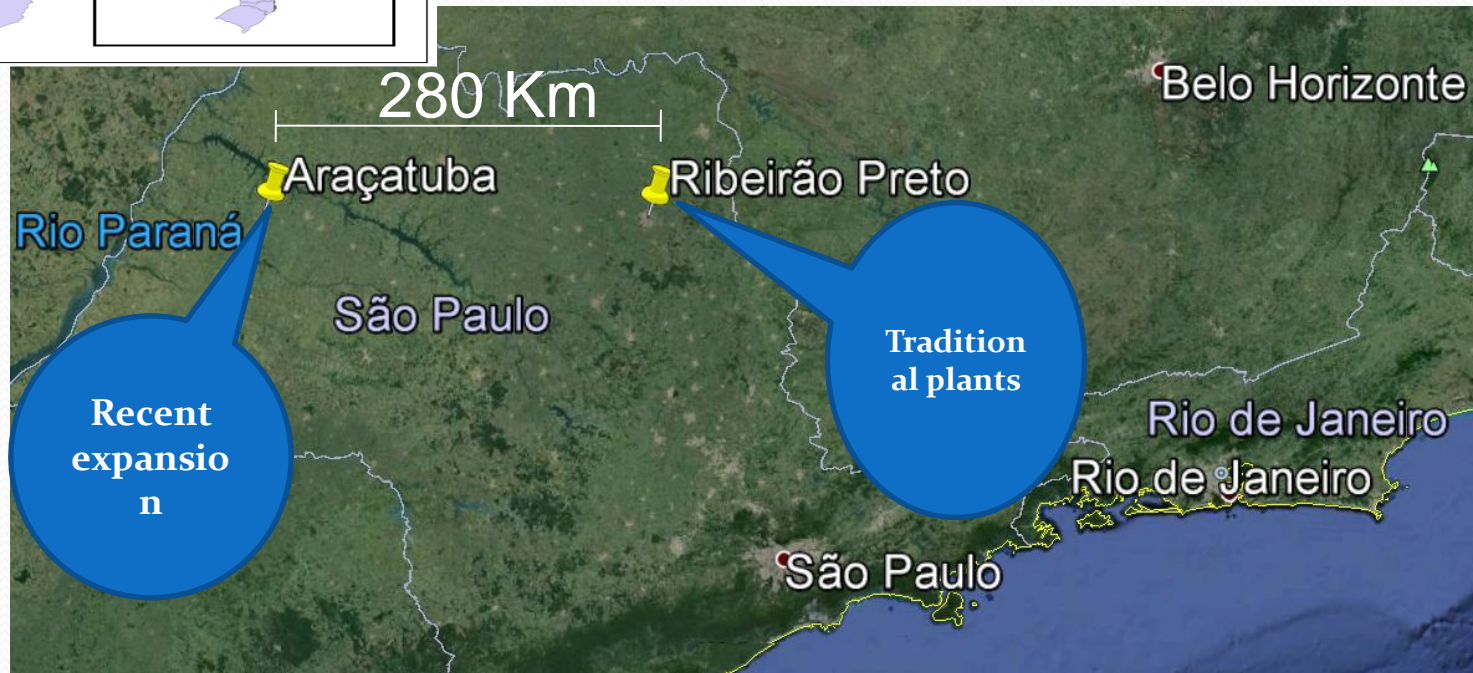 280 Km
Belo Horizonte
Araçatuba
Ribeirão Preto
Rio Paraná
São Paulo
Tradition
al plants
Recent
expansio
n
Rio de Janeiro
Rio de Janeiro
São Paulo